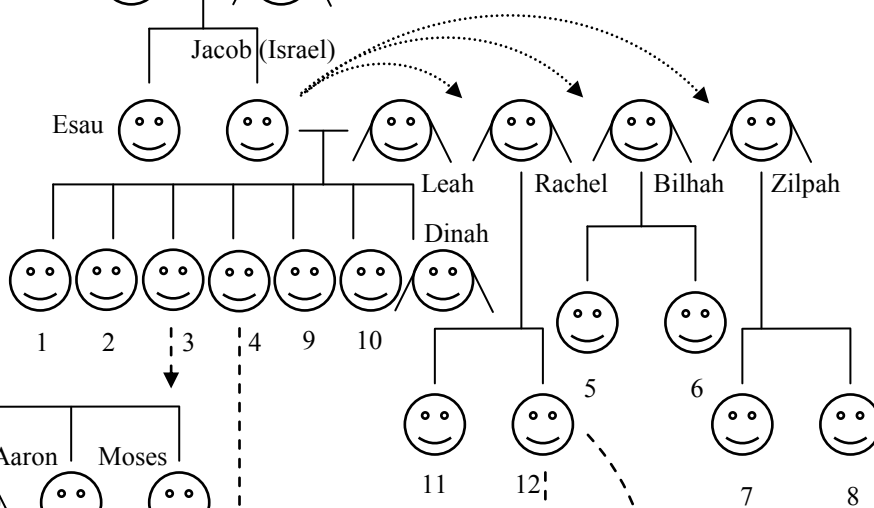 Jacob (Israel)
Esau
Leah
Rachel
Bilhah
Zilpah
Dinah
1
2
3
4
9
10
5
6
Aaron
Moses
11
12
7
8